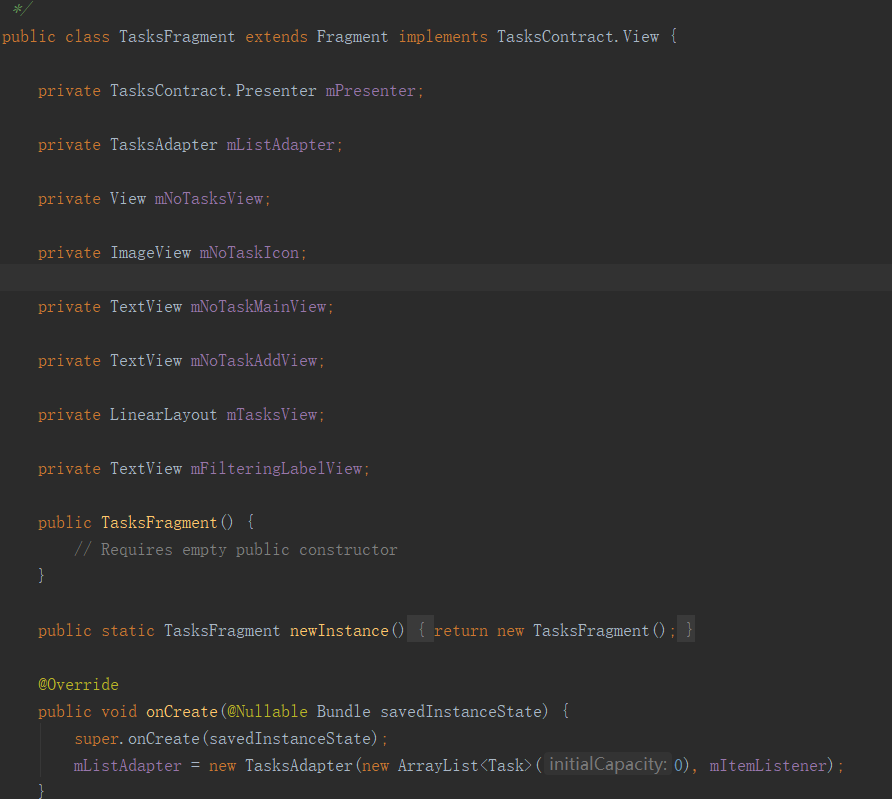 */
public class TasksFragment extends Fragment implements TasksContract.View {
private TasksContract.Presenter mPresenter;
private TasksAdapter mListAdapter;
private View mNoTasksView;
private ImageView mNoTaskIcon;
private TextView mNoTaskMainView;
private TextView mNoTaskAddView;
private LinearLayout mTasksView;
private TextView mFilteringLabelView;
public TasksFragment() {
// Requires empty public constructor
}
public static TasksFragment newInstance() { return new TasksFragment(); }
@Override
public void onCreate(@Nullable Bundle savedInstanceState) {
super.onCreate(savedInstanceState);
mListAdapter = new TasksAdapter(new ArrayList<Task>( initialCapacity: 0), mItemListener);
}